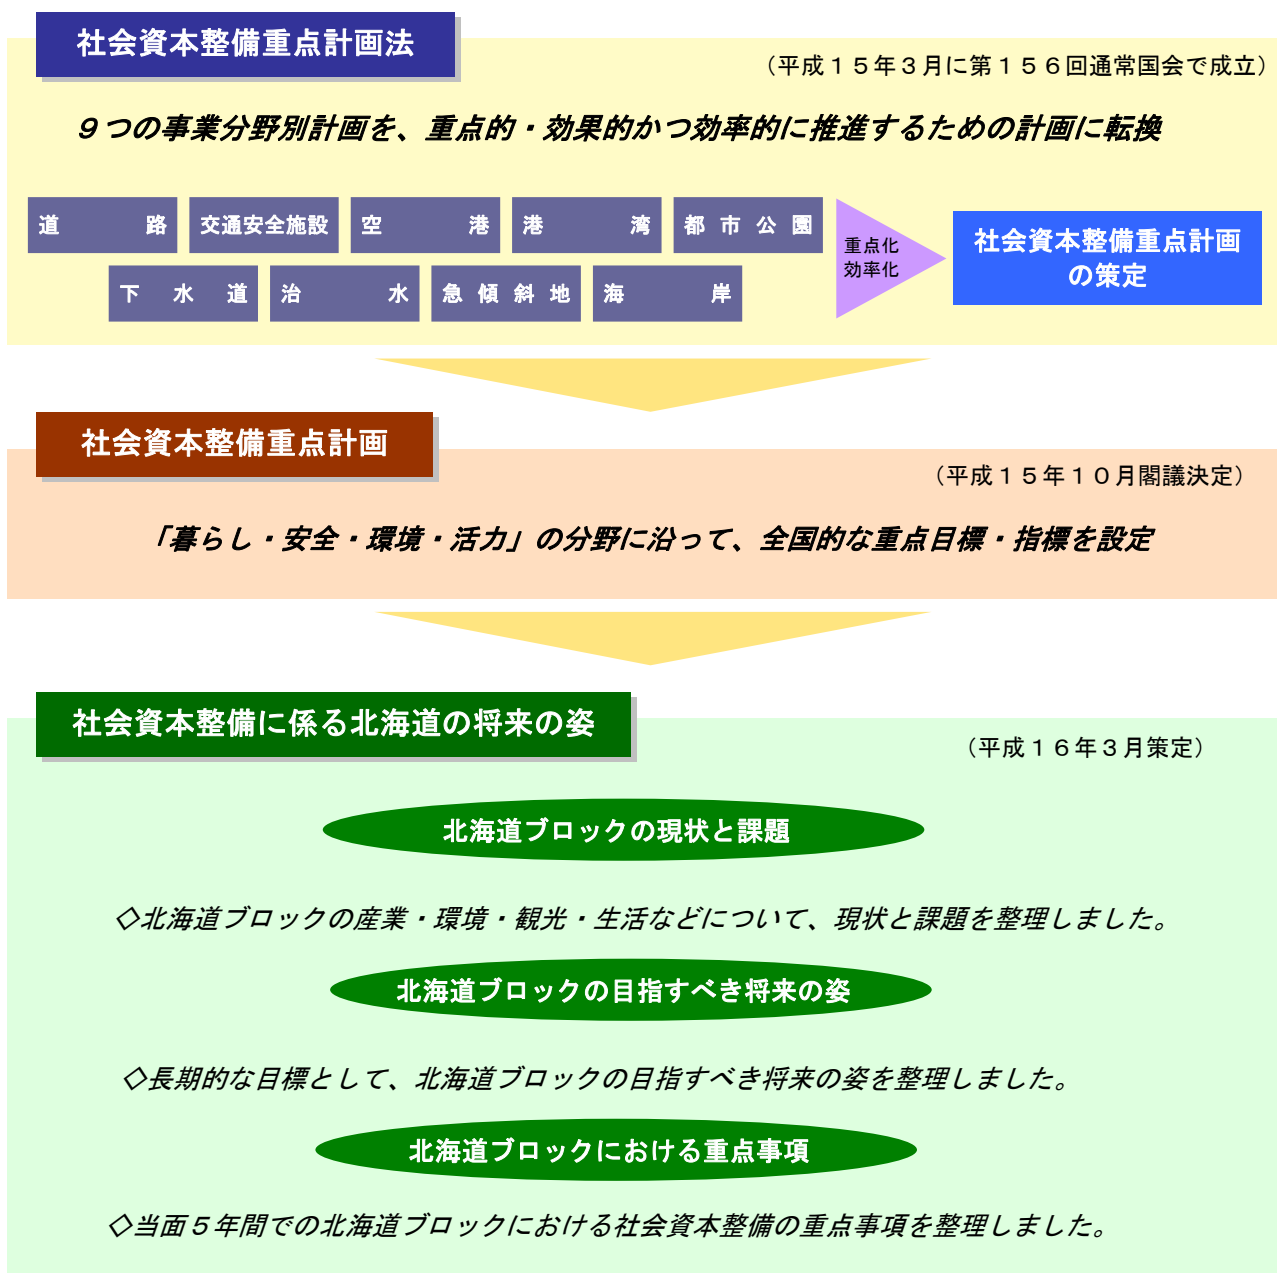 社会資本整備重点計画法
（平成１５年３月に第１５６回通常国会で成立）
９つの事業分野別計画を、重点的・効果的かつ効率的に推進するための計画に転換
道路 交通安全施設 空港 港湾 都市公園
下水道 治水 急傾斜地 海岸
重点化
効率化
社会資本整備重点計画
の策定
社会資本整備重点計画
（平成１５年１０月閣議決定）
「暮らし・安全・環境・活力」の分野に沿って、全国的な重点目標・指標を設定
社会資本整備に係る北海道の将来の姿
（平成１６年３月策定）
北海道ブロックの現状と課題
◇北海道ブロックの産業・環境・観光・生活などについて、現状と課題を整理しました。
北海道ブロックの目指すべき将来の姿
◇長期的な目標として、北海道ブロックの目指すべき将来の姿を整理しました。
北海道ブロックにおける重点事項
◇当面５年間での北海道ブロックにおける社会資本整備の重点事項を整理しました。